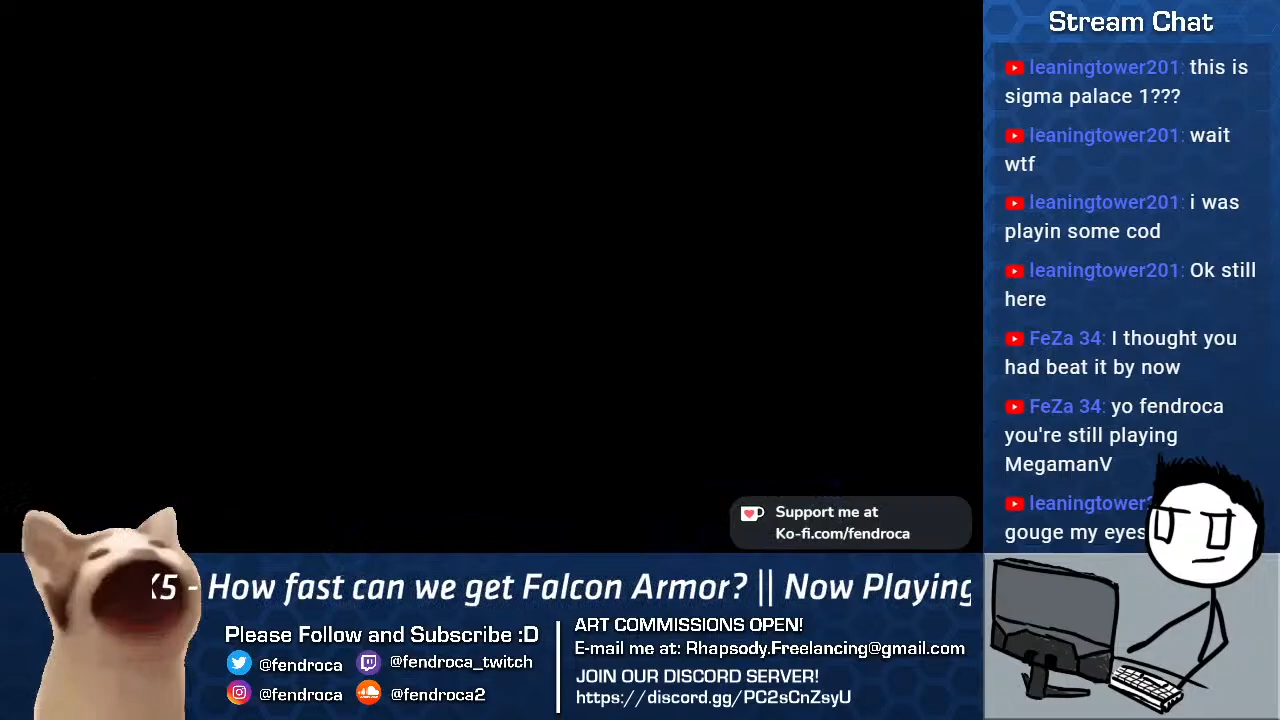 Stream Chat
leaningtower201: this is
sigma palace 1???
leaningtower201: wait
wtf
leaningtower201: i was
playin some cod
leaningtower201: Ok still
here
FeZa 34: I thought you
had beat it by now
FeZa 34: yo fendroca
you're still playing
MegamanV
gouge my eyes
Support me at
Ko-fi.com/fendroca
X5 - How fast can we get Falcon Armor? || Now Playing
Please Follow and Subscribe :D
@fendroca @fendroca_twitch
@fendroca @fendroca2
ART COMMISSIONS OPEN!
E-mail me at: Rhapsody.Freelancing@gmail.com
JOIN OUR DISCORD SERVER!
https://discord.gg/PC2sCnZsyU